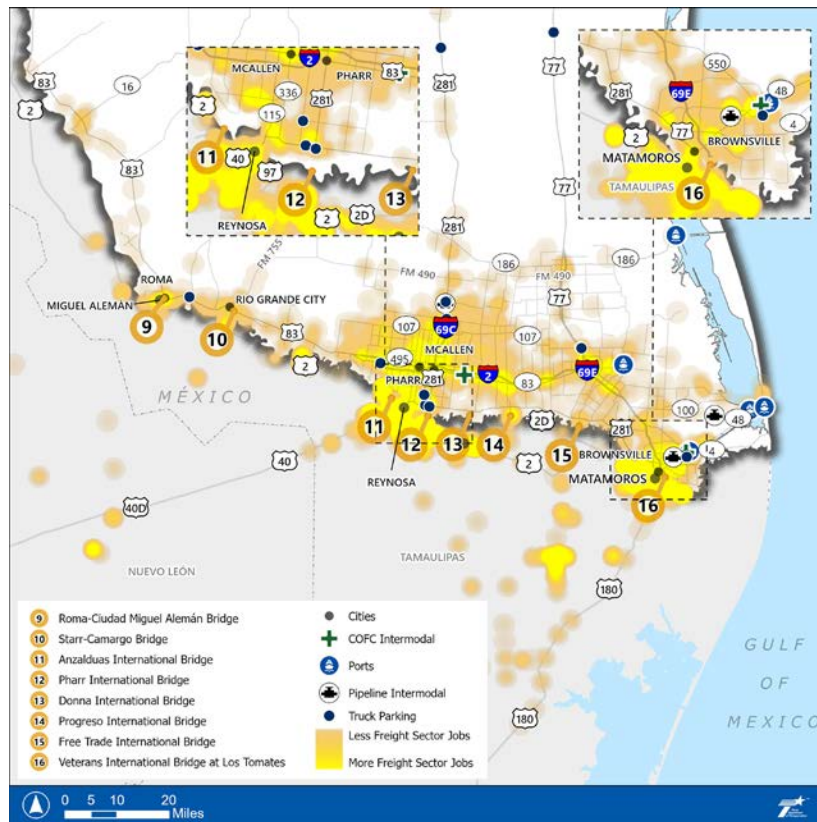 83
2
16
83
281
77
77
77
281
186
186
FM 490
FM 490
FM 755
MCALLEN
2
PHARR
83
2
336
281
115
11
40
97
12
13
REYNOSA
2
2D
550
281
69E
48
2
77
4
BROWNSVILLE
MATAMOROS
TAMAULIPAS
16
ROMA
MIGUEL ALEMÁN
RIO GRANDE CITY
9
10
83
2
MÉXICO
107
69C
107
MCALLEN
495
PHARR
281
2
83
69E
77
11
12
13
14
2D
2
15
REYNOSA
281
100
48
4
BROWNSVILLE
MATAMOROS
16
40
40D
NUEVO LEÓN
TAMAULIPAS
180
180
GULF
OF
MEXICO
9 Roma-Ciudad Miguel Alemán Bridge
10 Starr-Camargo Bridge
11 Anzalduas International Bridge
12 Pharr International Bridge
13 Donna International Bridge
14 Progreso International Bridge
15 Free Trade International Bridge
16 Veterans International Bridge at Los Tomates
Cities
COFC Intermodal
Ports
Pipeline Intermodal
Truck Parking
Less Freight Sector Jobs
More Freight Sector Jobs
0 5 10 20
Miles